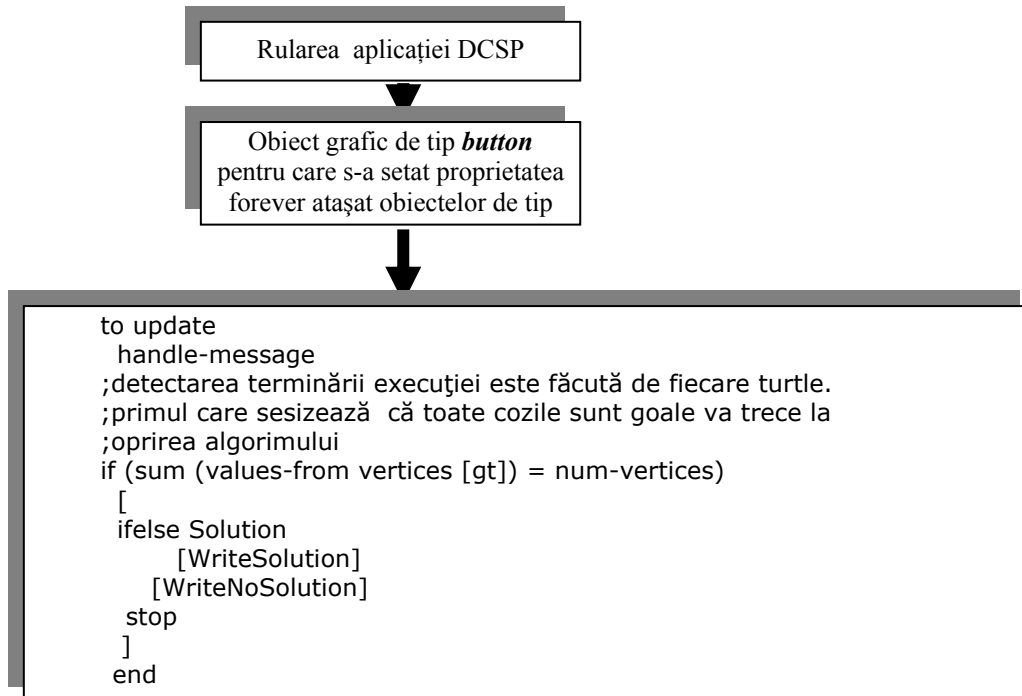 Rularea aplicației DCSP
Obiect grafic de tip button
pentru care s-a setat proprietatea
forever atașat obiectelor de tip
to update
handle-message
;detectarea terminării execuţiei este făcută de fiecare turtle.
;primul care sesizează că toate cozile sunt goale va trece la
;oprirea algorimului
if (sum (values-from vertices [gt]) = num-vertices)
[
ifelse Solution
[WriteSolution]
[WriteNoSolution]
stop
]
end